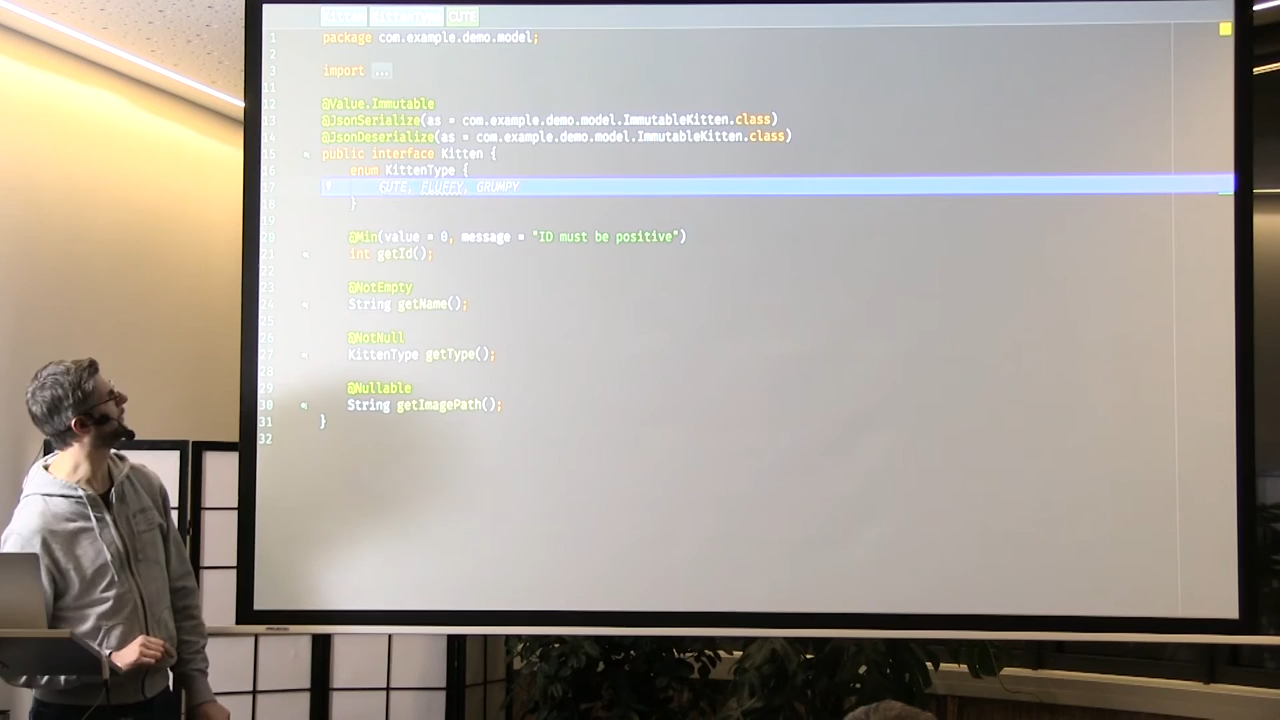 Kitten KittenType CUTE
1 package com.example.demo.model;
2
3 import ...
11
12 @Value.Immutable
13 @JsonSerialize(as = com.example.demo.model.ImmutableKitten.class)
14 @JsonDeserialize(as = com.example.demo.model.ImmutableKitten.class)
15 public interface Kitten {
16 enum KittenType {
17 CUTE, FLUFFY, GRUMPY
18 }
19
20 @Min(value = 0, message = "ID must be positive")
21 int getId();
22
23 @NotEmpty
24 String getName();
25
26 @NotNull
27 KittenType getType();
28
29 @Nullable
30 String getImagePath();
31 }
32